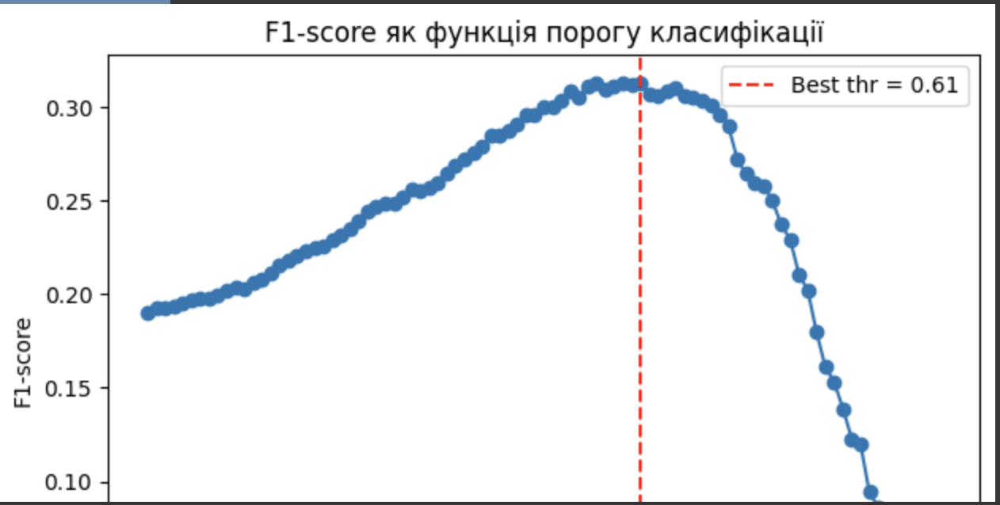 F1-score як функція порогу класифікації
Best thr = 0.61
0.30
0.25
0.20
0.15
0.10
F1-score